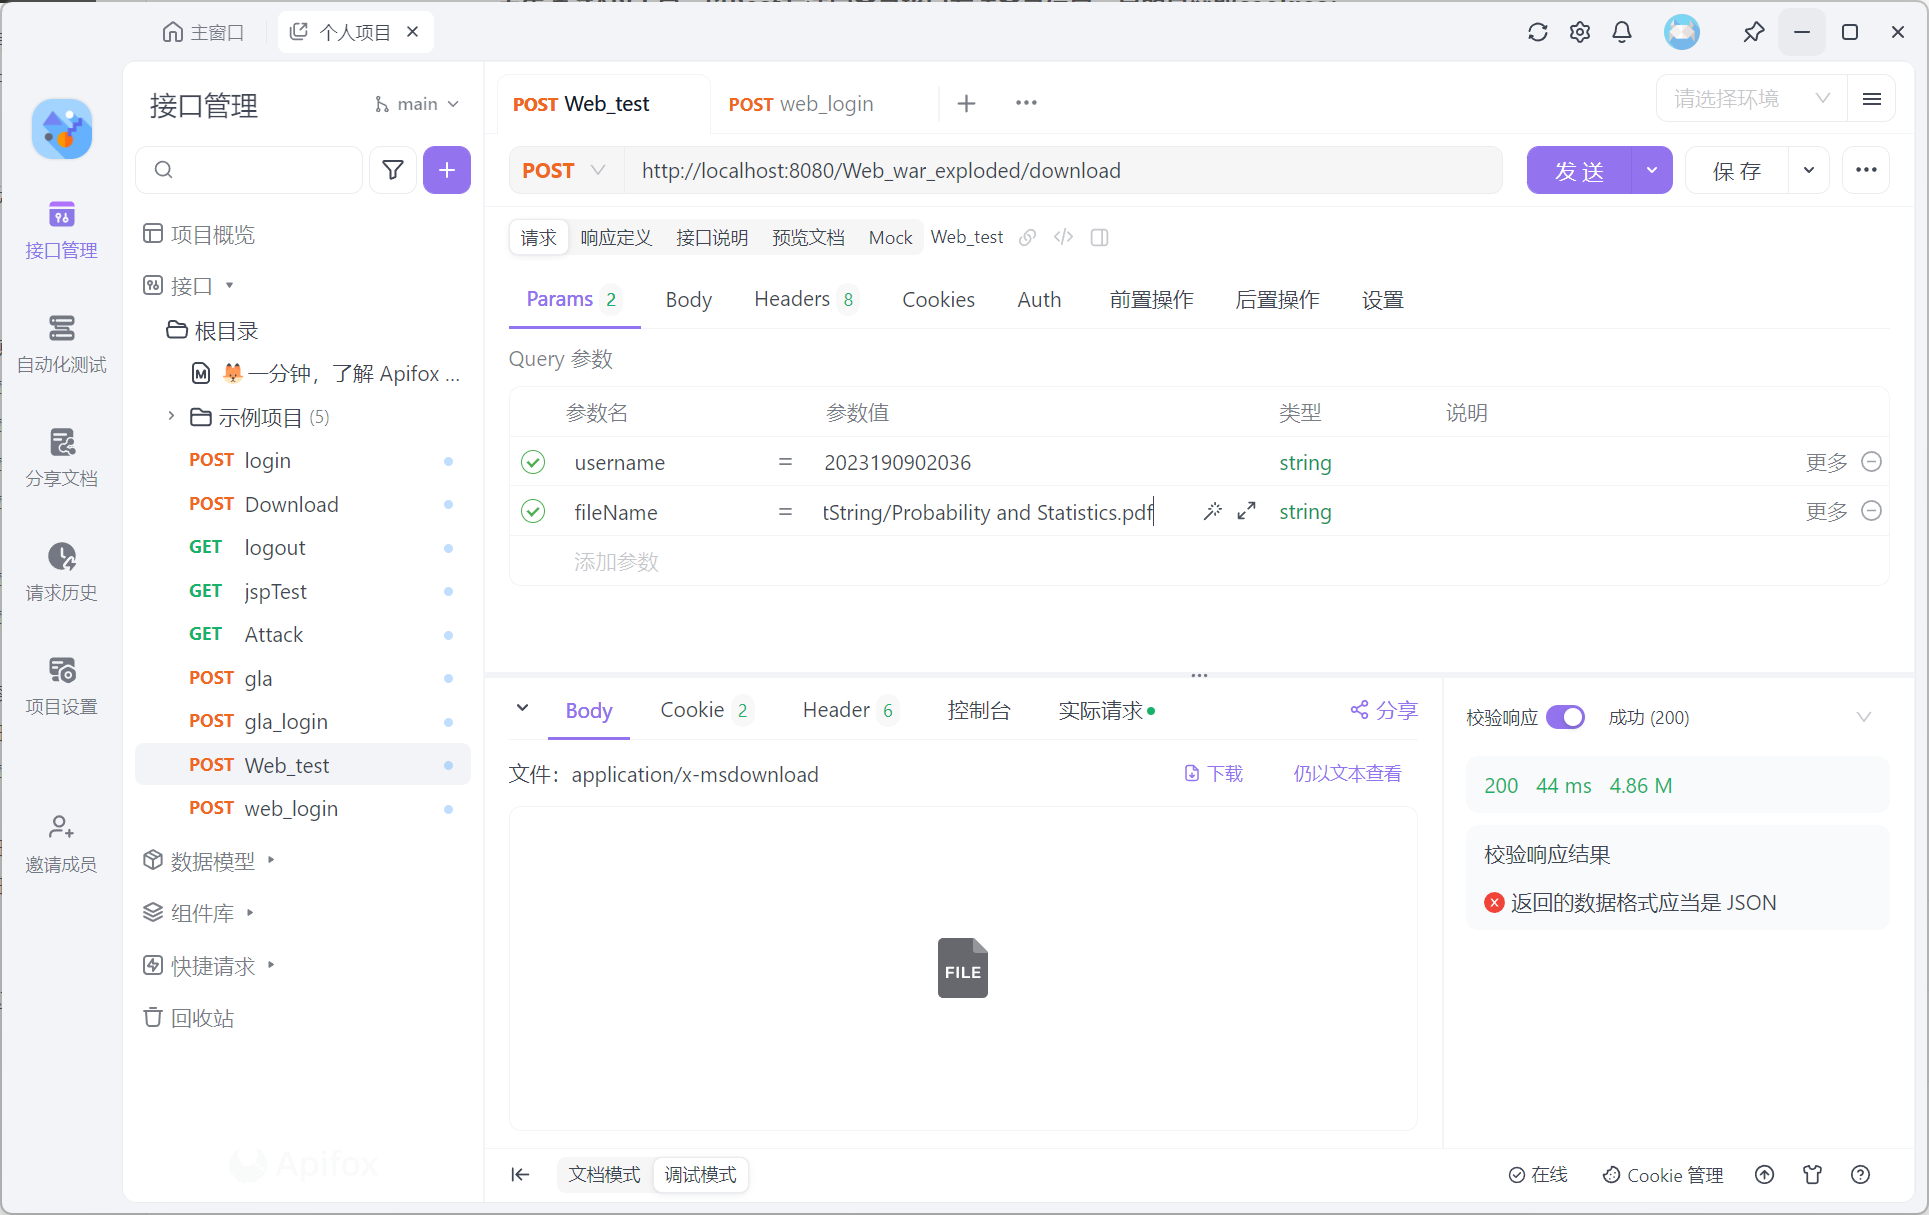 主窗口
个人项目
接口管理
main
POST Web_test
POST web_login
请选择环境
POST
http://localhost:8080/Web_war_exploded/download
发 送
保 存
请求
响应定义
接口说明
预览文档
Mock
Web_test
Params 2
Body
Headers 8
Cookies
Auth
前置操作
后置操作
设置
Query 参数
参数名
参数值
类型
说明
username = 2023190902036 string 更多
fileName = tString/Probability and Statistics.pdf string 更多
添加参数
接口管理
自动化测试
分享文档
请求历史
项目设置
邀请成员
项目概览
接口
根目录
一分钟，了解 Apifox ...
示例项目 (5)
POST login
POST Download
GET logout
GET jspTest
GET Attack
POST gla
POST gla_login
POST Web_test
POST web_login
数据模型
组件库
快捷请求
回收站
Apifox
Body
Cookie 2
Header 6
控制台
实际请求
分享
文件：application/x-msdownload
下载
仍以文本查看
FILE
校验响应
成功 (200)
200 44 ms 4.86 M
校验响应结果
返回的数据格式应当是 JSON
文档模式
调试模式
在线
Cookie 管理